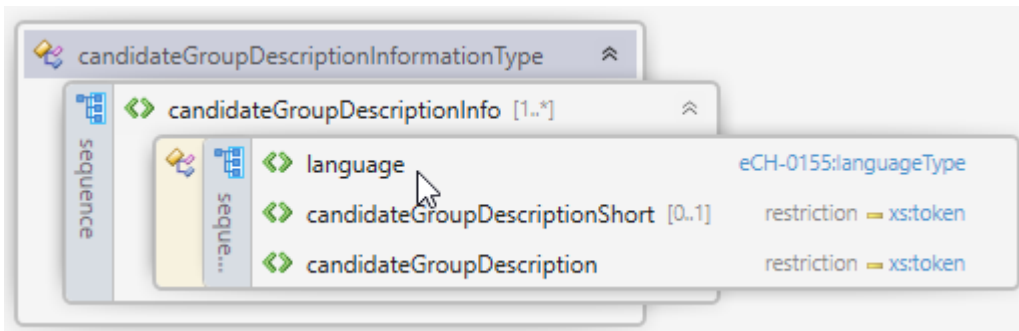 candidateGroupDescriptionInformationType
candidateGroupDescriptionInfo [1..*]
sequence
seque...
language eCH-0155:languageType
candidateGroupDescriptionShort [0..1] restriction xs:token
candidateGroupDescription restriction xs:token